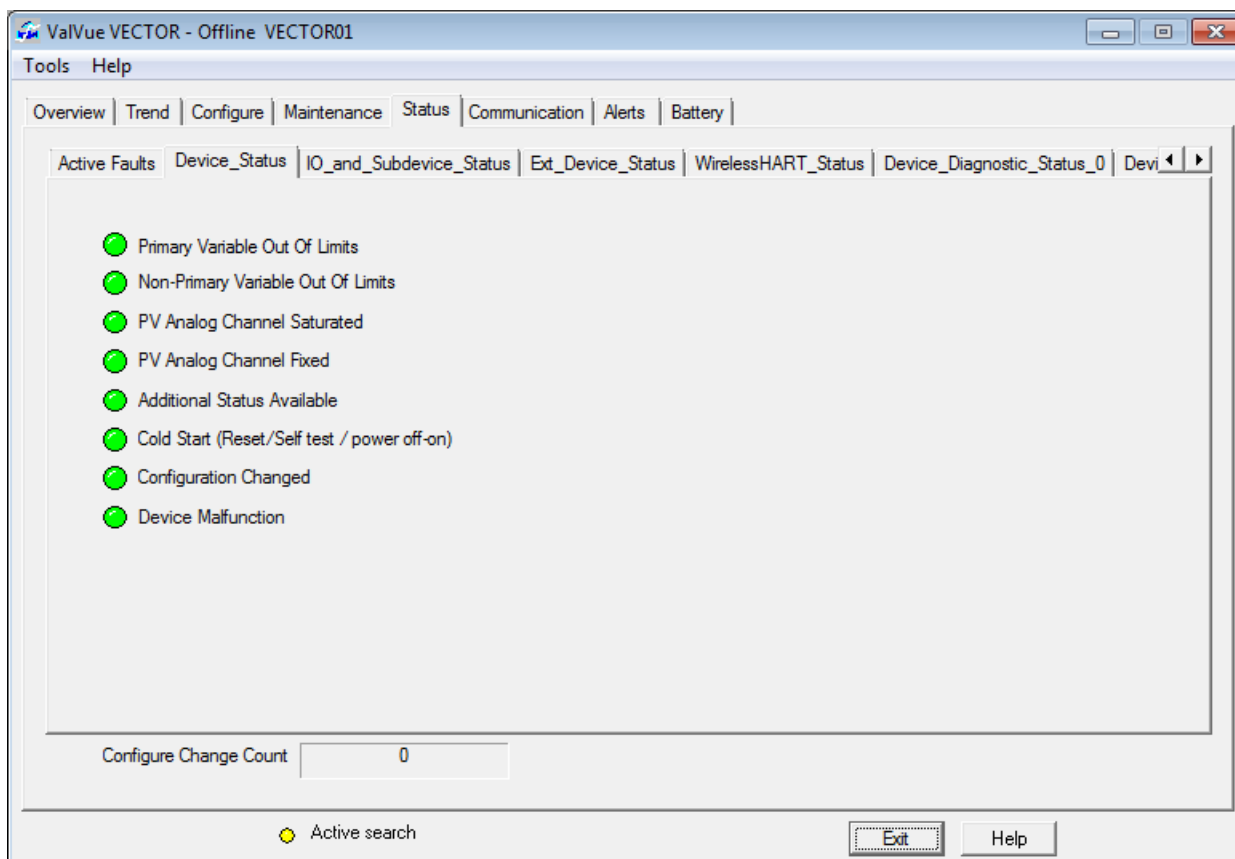 ValVue VECTOR - Offline VECTOR01
Tools Help
Overview Trend Configure Maintenance Status Communication Alerts Battery
Active Faults Device_Status IO_and_Subdevice_Status Ext_Device_Status WirelessHART_Status Device_Diagnostic_Status_0 Devi
Primary Variable Out Of Limits
Non-Primary Variable Out Of Limits
PV Analog Channel Saturated
PV Analog Channel Fixed
Additional Status Available
Cold Start (Reset/Self test / power off-on)
Configuration Changed
Device Malfunction
Configure Change Count 0
Active search Exit Help